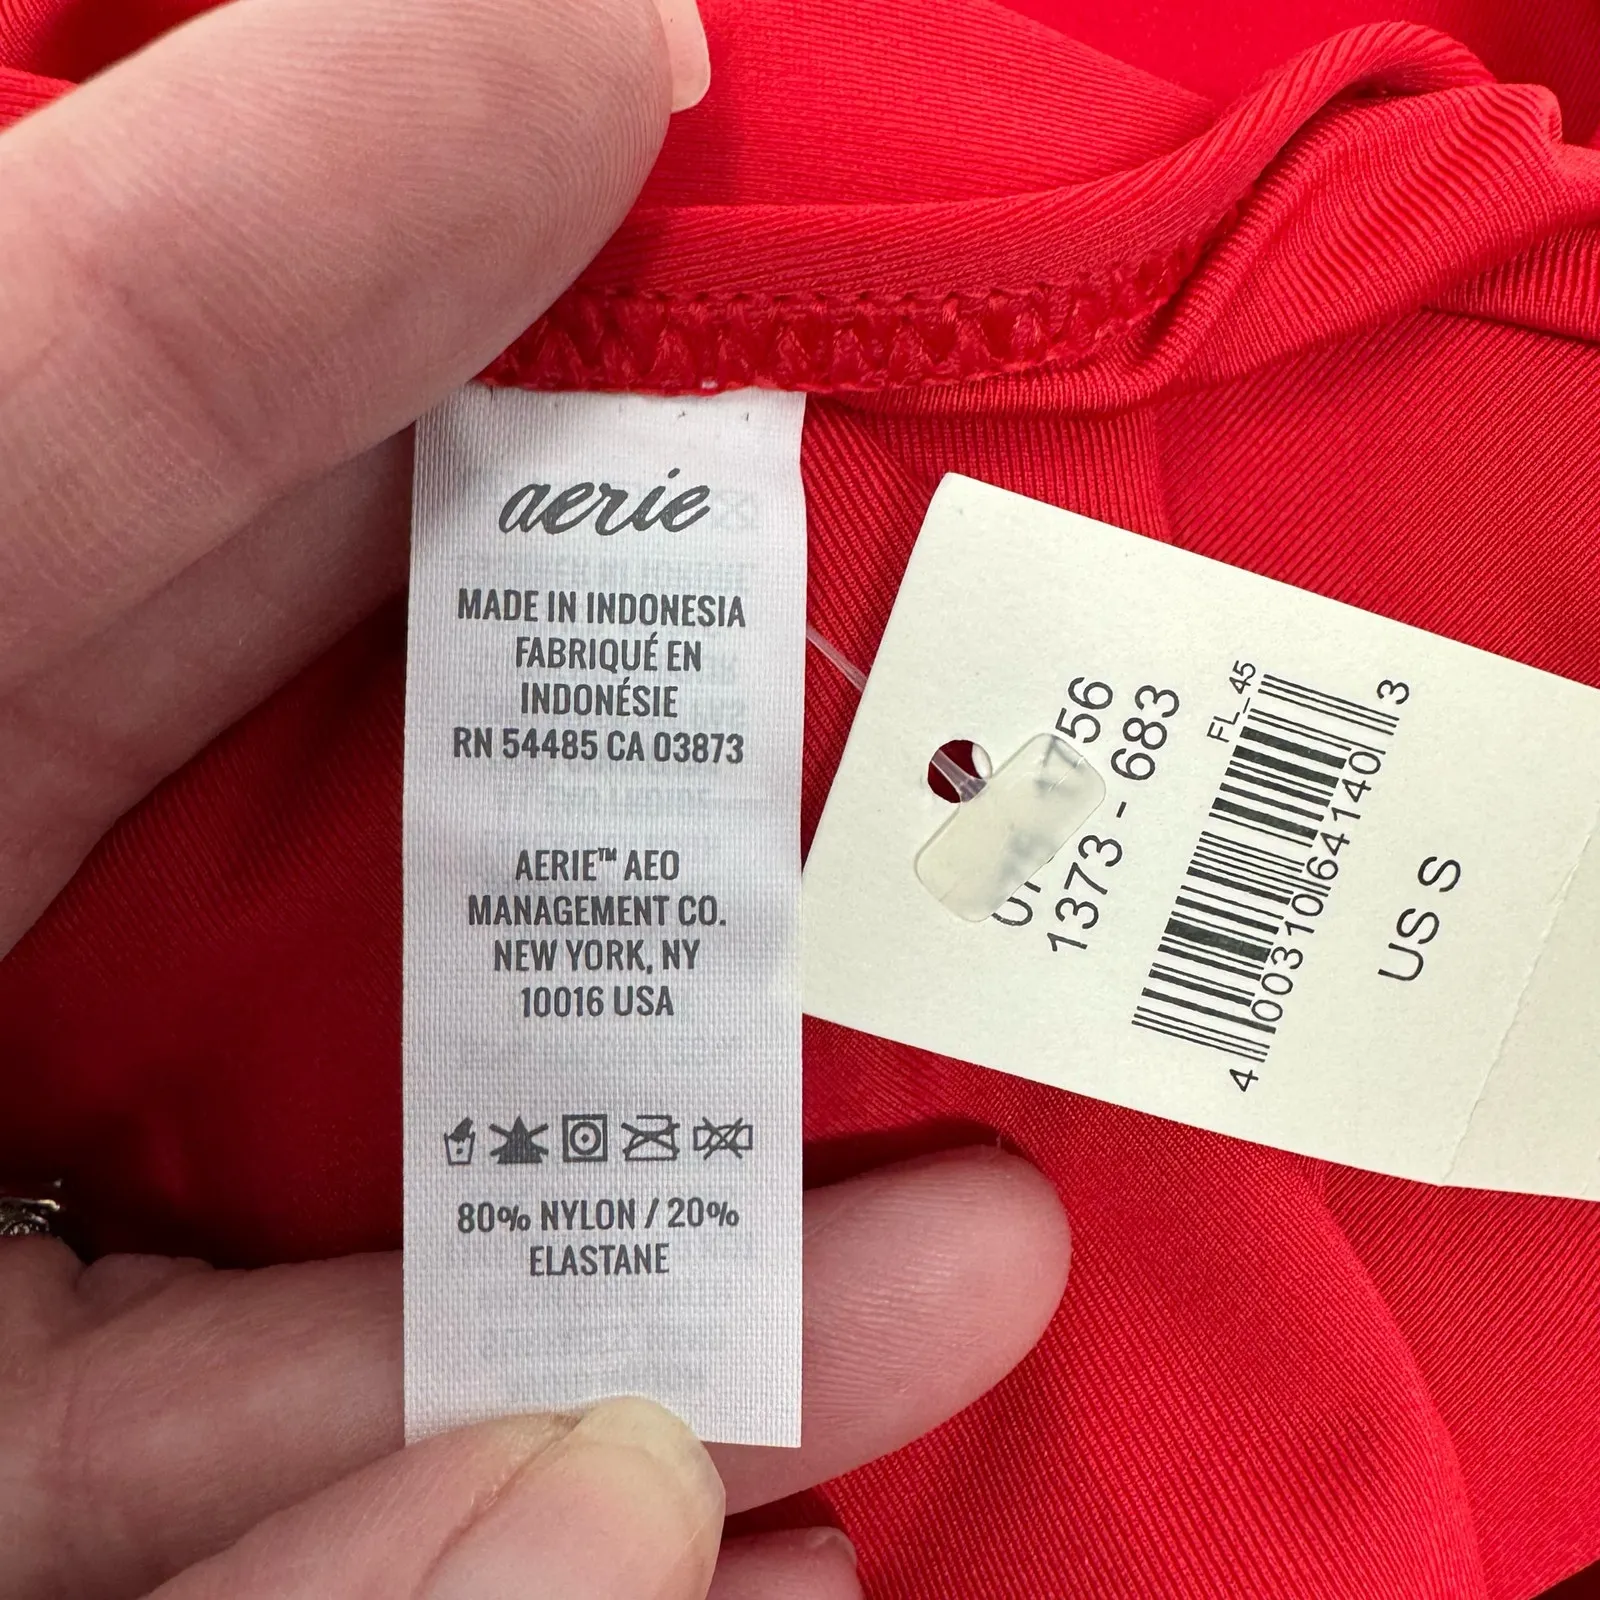 aerie
MADE IN INDONESIA
FABRIQUÉ EN
INDONÉSIE
RN 54485 CA 03873
AERIE™ AEO
MANAGEMENT CO.
NEW YORK, NY
10016 USA
80% NYLON / 20%
ELASTANE
1756
1373 - 683
FL_45
4 00310 64140 3
US S